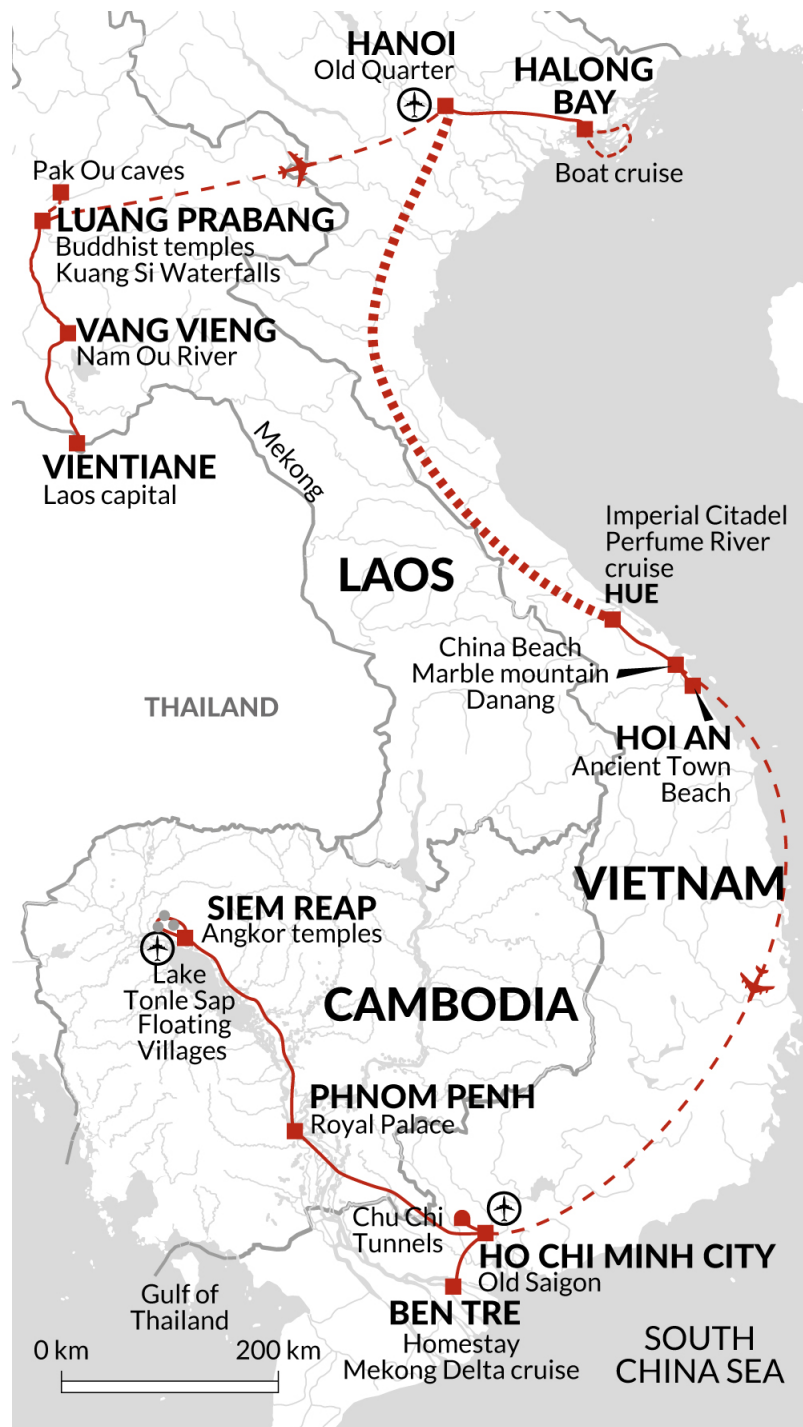 HANOI
Old Quarter
HALONG
BAY
Boat cruise
Pak Ou caves
LUANG PRABANG
Buddhist temples
Kuang Si Waterfalls
VANG VIENG
Nam Ou River
VIENTIANE
Laos capital
Mekong
LAOS
Imperial Citadel
Perfume River
cruise
HUE
China Beach
Marble mountain
Danang
THAILAND
HOI AN
Ancient Town
Beach
VIETNAM
SIEM REAP
Angkor temples
Lake
Tonle Sap
Floating
Villages
CAMBODIA
PHNOM PENH
Royal Palace
Chu Chi
Tunnels
HO CHI MINH CITY
Old Saigon
BEN TRE
Homestay
Mekong Delta cruise
Gulf of
Thailand
0 km
200 km
SOUTH
CHINA SEA